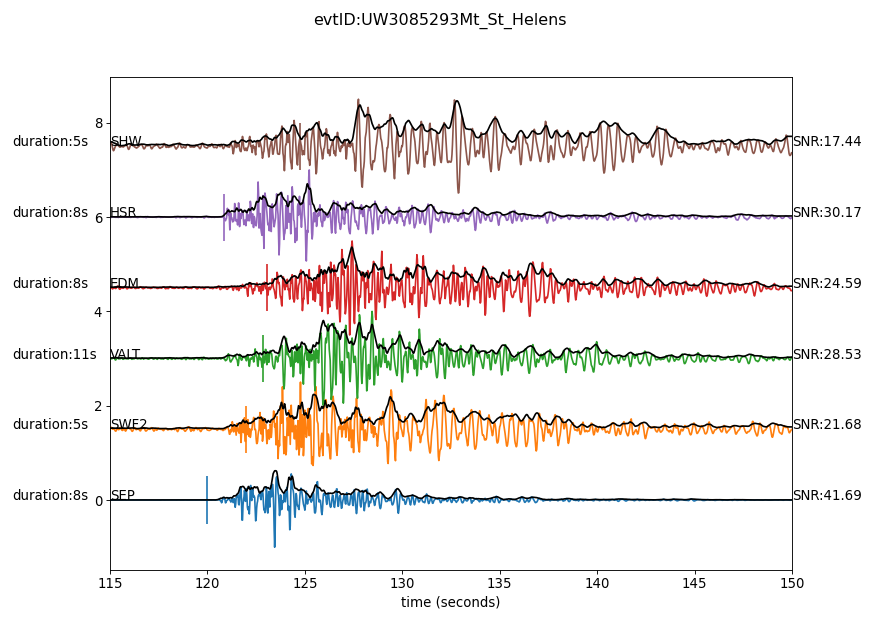 evtID:UW3085293Mt_St_Helens
8
duration:5s SHW SNR:17.44
duration:8s HSR SNR:30.17
6
duration:8s EDM SNR:24.59
4
duration:11s VALT SNR:28.53
2
duration:5s SWF2 SNR:21.68
duration:8s SEP SNR:41.69
0
115 120 125 130 135 140 145 150
time (seconds)